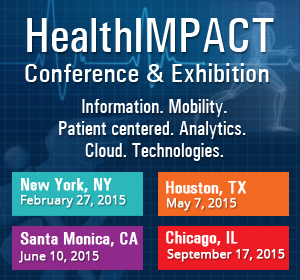 HealthIMPACT
Conference & Exhibition
Information. Mobility.
Patient centered. Analytics.
Cloud. Technologies.
New York, NY
February 27, 2015
Houston, TX
May 7, 2015
Santa Monica, CA
June 10, 2015
Chicago, IL
September 17, 2015